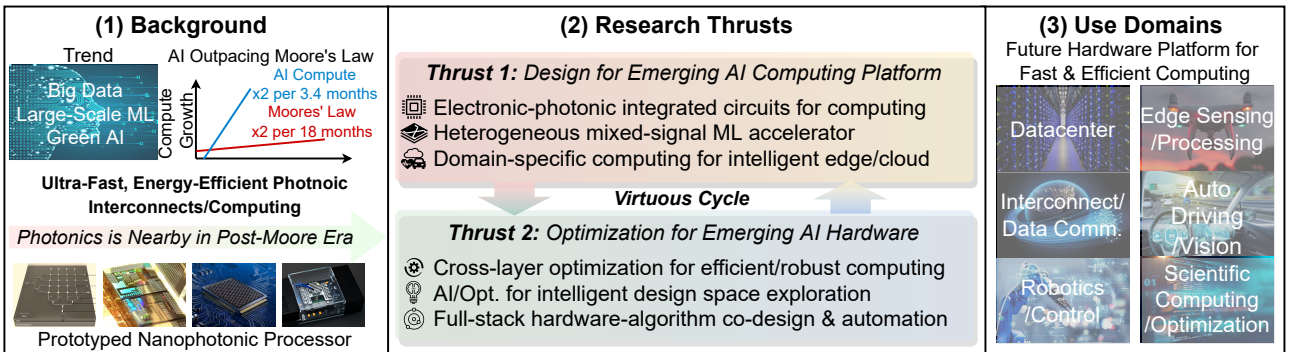 (1) Background
Trend
Big Data
Large-Scale ML
Green AI
AI Outpacing Moore's Law
Compute
Growth
AI Compute
x2 per 3.4 months
Moores' Law
x2 per 18 months
Ultra-Fast, Energy-Efficient Photnoic
Interconnects/Computing
Photonics is Nearby in Post-Moore Era
Prototyped Nanophotonic Processor
(2) Research Thrusts
Thrust 1: Design for Emerging AI Computing Platform
Electronic-photonic integrated circuits for computing
Heterogeneous mixed-signal ML accelerator
Domain-specific computing for intelligent edge/cloud
Virtuous Cycle
Thrust 2: Optimization for Emerging AI Hardware
Cross-layer optimization for efficient/robust computing
AI/Opt. for intelligent design space exploration
Full-stack hardware-algorithm co-design & automation
(3) Use Domains
Future Hardware Platform for
Fast & Efficient Computing
Datacenter
Edge Sensing
/Processing
Interconnect/
Data Comm.
Auto
Driving
/Vision
Robotics
/Control
Scientific
Computing
/Optimization